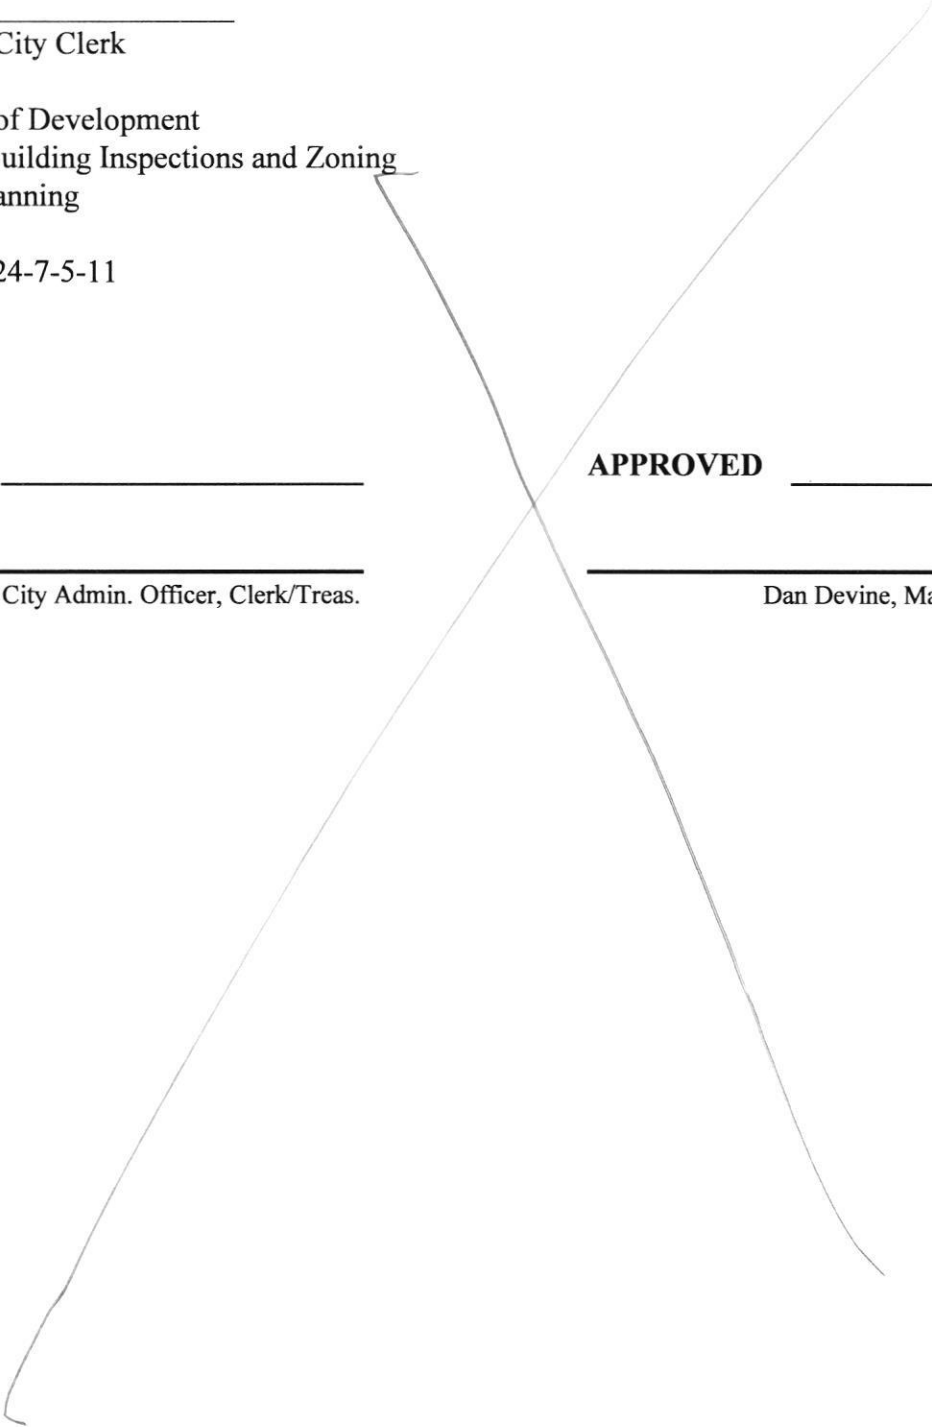 City Clerk
of Development
uilding Inspections and Zoning
anning
24-7-5-11
APPROVED
City Admin. Officer, Clerk/Treas.
Dan Devine, Ma